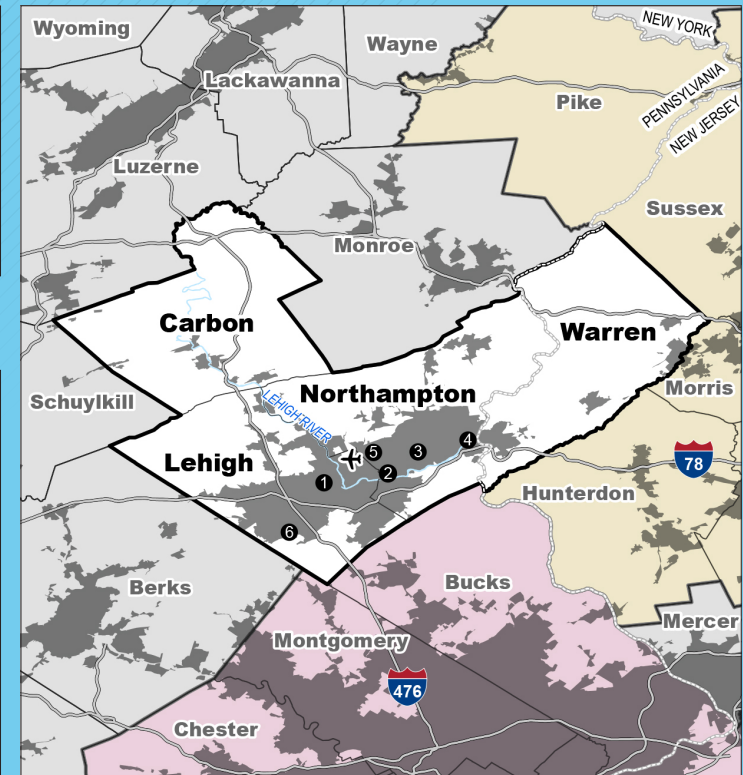 Wyoming
Wayne
NEW YORK
Lackawanna
PENNSYLVANIA
NEW JERSEY
Pike
Luzerne
Sussex
Monroe
Carbon
Warren
Northampton
Morris
Schuylkill
LEHIGH RIVER
Lehigh
4
5
3
2
1
78
Hunterdon
6
Berks
Bucks
Mercer
Montgomery
476
Chester